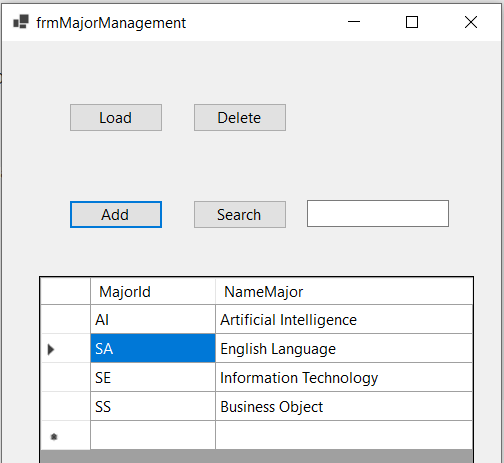 frmMajorManagement
Load Delete
Add Search
MajorId NameMajor
AI Artificial Intelligence
SA English Language
SE Information Technology
SS Business Object